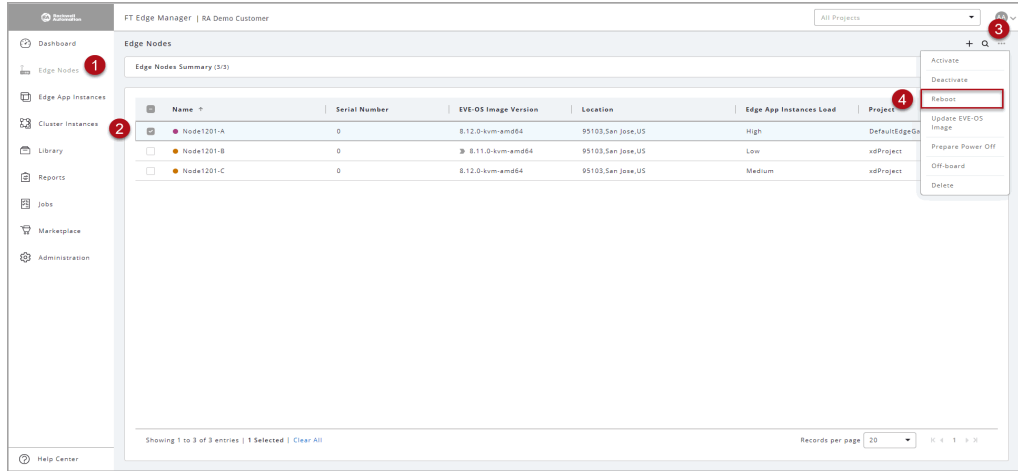 Rockwell Automation
FT Edge Manager | RA Demo Customer
All Projects
AA
3
Dashboard
Edge Nodes
1
Edge App Instances
Cluster Instances
Library
Reports
Jobs
Marketplace
Administration
Help Center
Edge Nodes
Edge Nodes Summary (3/3)
Name ↑ Serial Number EVE-OS Image Version Location Edge App Instances Load Project
2
Node1201-A 0 8.12.0-kvm-amd64 95103,San Jose,US High DefaultEdgeGa
Node1201-B 0 8.11.0-kvm-amd64 95103,San Jose,US Low xdProject
Node1201-C 0 8.12.0-kvm-amd64 95103,San Jose,US Medium xdProject
Activate
Deactivate
4
Reboot
Update EVE-OS
Image
Prepare Power Off
Off-board
Delete
Showing 1 to 3 of 3 entries | 1 Selected | Clear All
Records per page 20 1